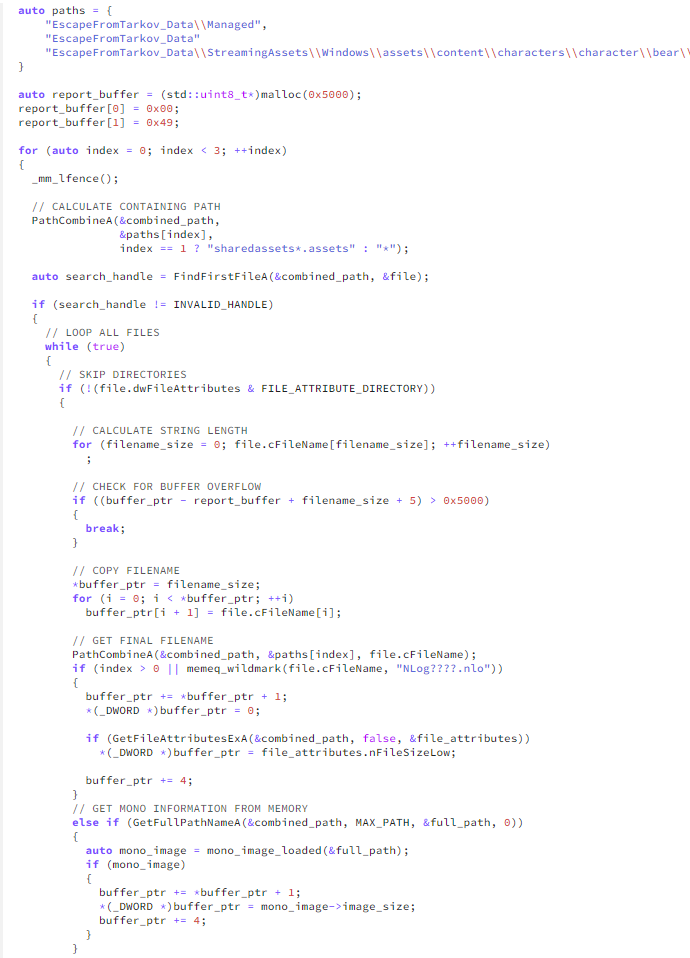 auto paths = {
    "EscapeFromTarkov_Data\\Managed",
    "EscapeFromTarkov_Data"
    "EscapeFromTarkov_Data\\StreamingAssets\\Windows\\assets\\content\\characters\\character\\bear\\
}

auto report_buffer = (std::uint8_t*)malloc(0x5000);
report_buffer[0] = 0x00;
report_buffer[1] = 0x49;

for (auto index = 0; index < 3; ++index)
{
  _mm_lfence();

  // CALCULATE CONTAINING PATH
  PathCombineA(&combined_path,
               &paths[index],
               index == 1 ? "sharedassets*.assets" : "*");

  auto search_handle = FindFirstFileA(&combined_path, &file);

  if (search_handle != INVALID_HANDLE)
  {
    // LOOP ALL FILES
    while (true)
    {
      // SKIP DIRECTORIES
      if (!(file.dwFileAttributes & FILE_ATTRIBUTE_DIRECTORY))
      {

        // CALCULATE STRING LENGTH
        for (filename_size = 0; file.cFileName[filename_size]; ++filename_size)
          ;

        // CHECK FOR BUFFER OVERFLOW
        if ((buffer_ptr - report_buffer + filename_size + 5) > 0x5000)
        {
          break;
        }

        // COPY FILENAME
        *buffer_ptr = filename_size;
        for (i = 0; i < *buffer_ptr; ++i)
          buffer_ptr[i + 1] = file.cFileName[i];

        // GET FINAL FILENAME
        PathCombineA(&combined_path, &paths[index], file.cFileName);
        if (index > 0 || memeq_wildmark(file.cFileName, "NLog????.nlo"))
        {
          buffer_ptr += *buffer_ptr + 1;
          *(_DWORD *)buffer_ptr = 0;

          if (GetFileAttributesExA(&combined_path, false, &file_attributes))
            *(_DWORD *)buffer_ptr = file_attributes.nFileSizeLow;

          buffer_ptr += 4;
        }
        // GET MONO INFORMATION FROM MEMORY
        else if (GetFullPathNameA(&combined_path, MAX_PATH, &full_path, 0))
        {
          auto mono_image = mono_image_loaded(&full_path);
          if (mono_image)
          {
            buffer_ptr += *buffer_ptr + 1;
            *(_DWORD *)buffer_ptr = mono_image->image_size;
            buffer_ptr += 4;
          }
        }